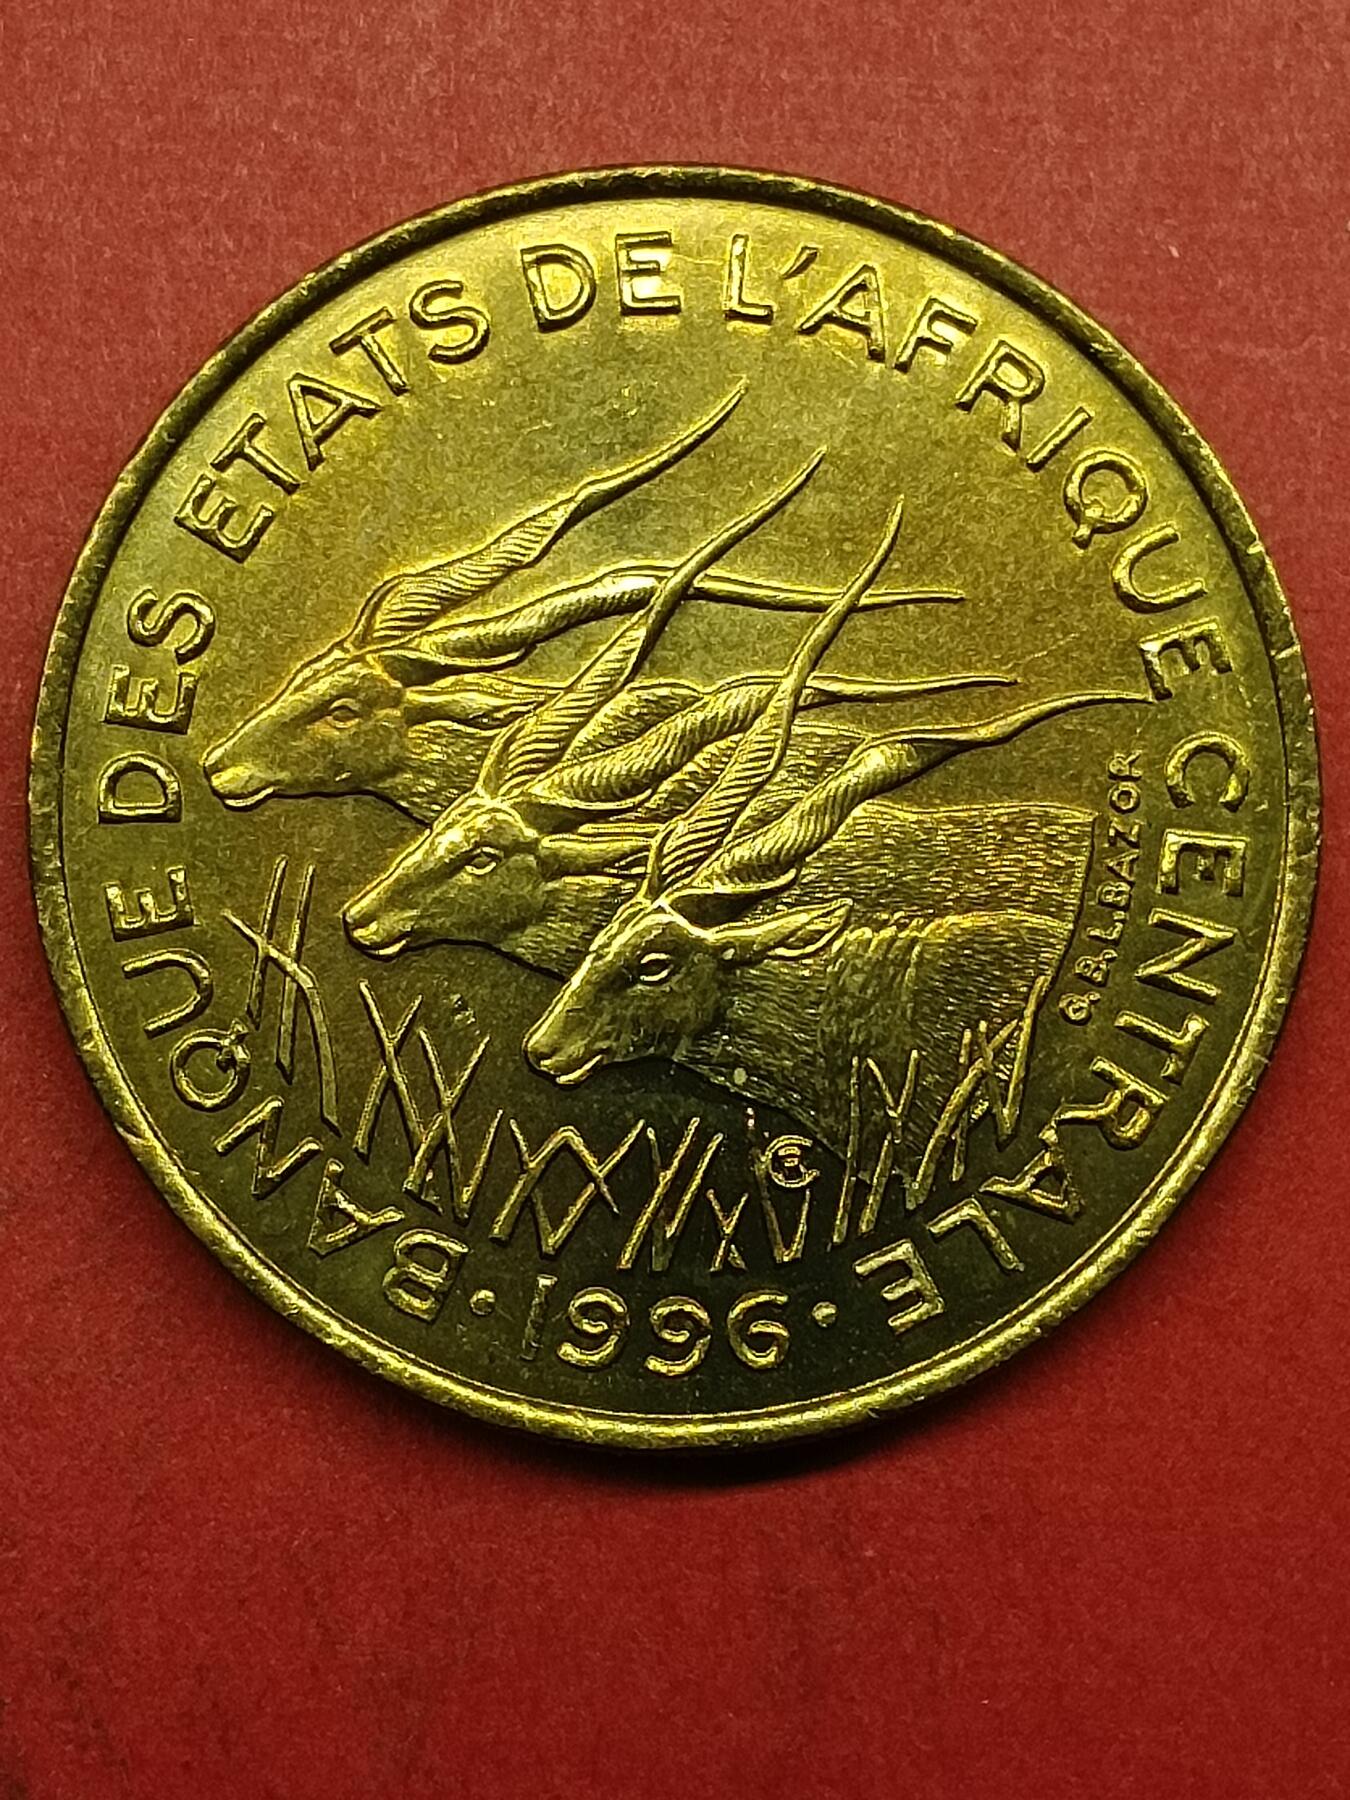 BANQUE DES ETATS DE L'AFRIQUE CENTRALE
• 1996 •
G.B.L.BAZOR